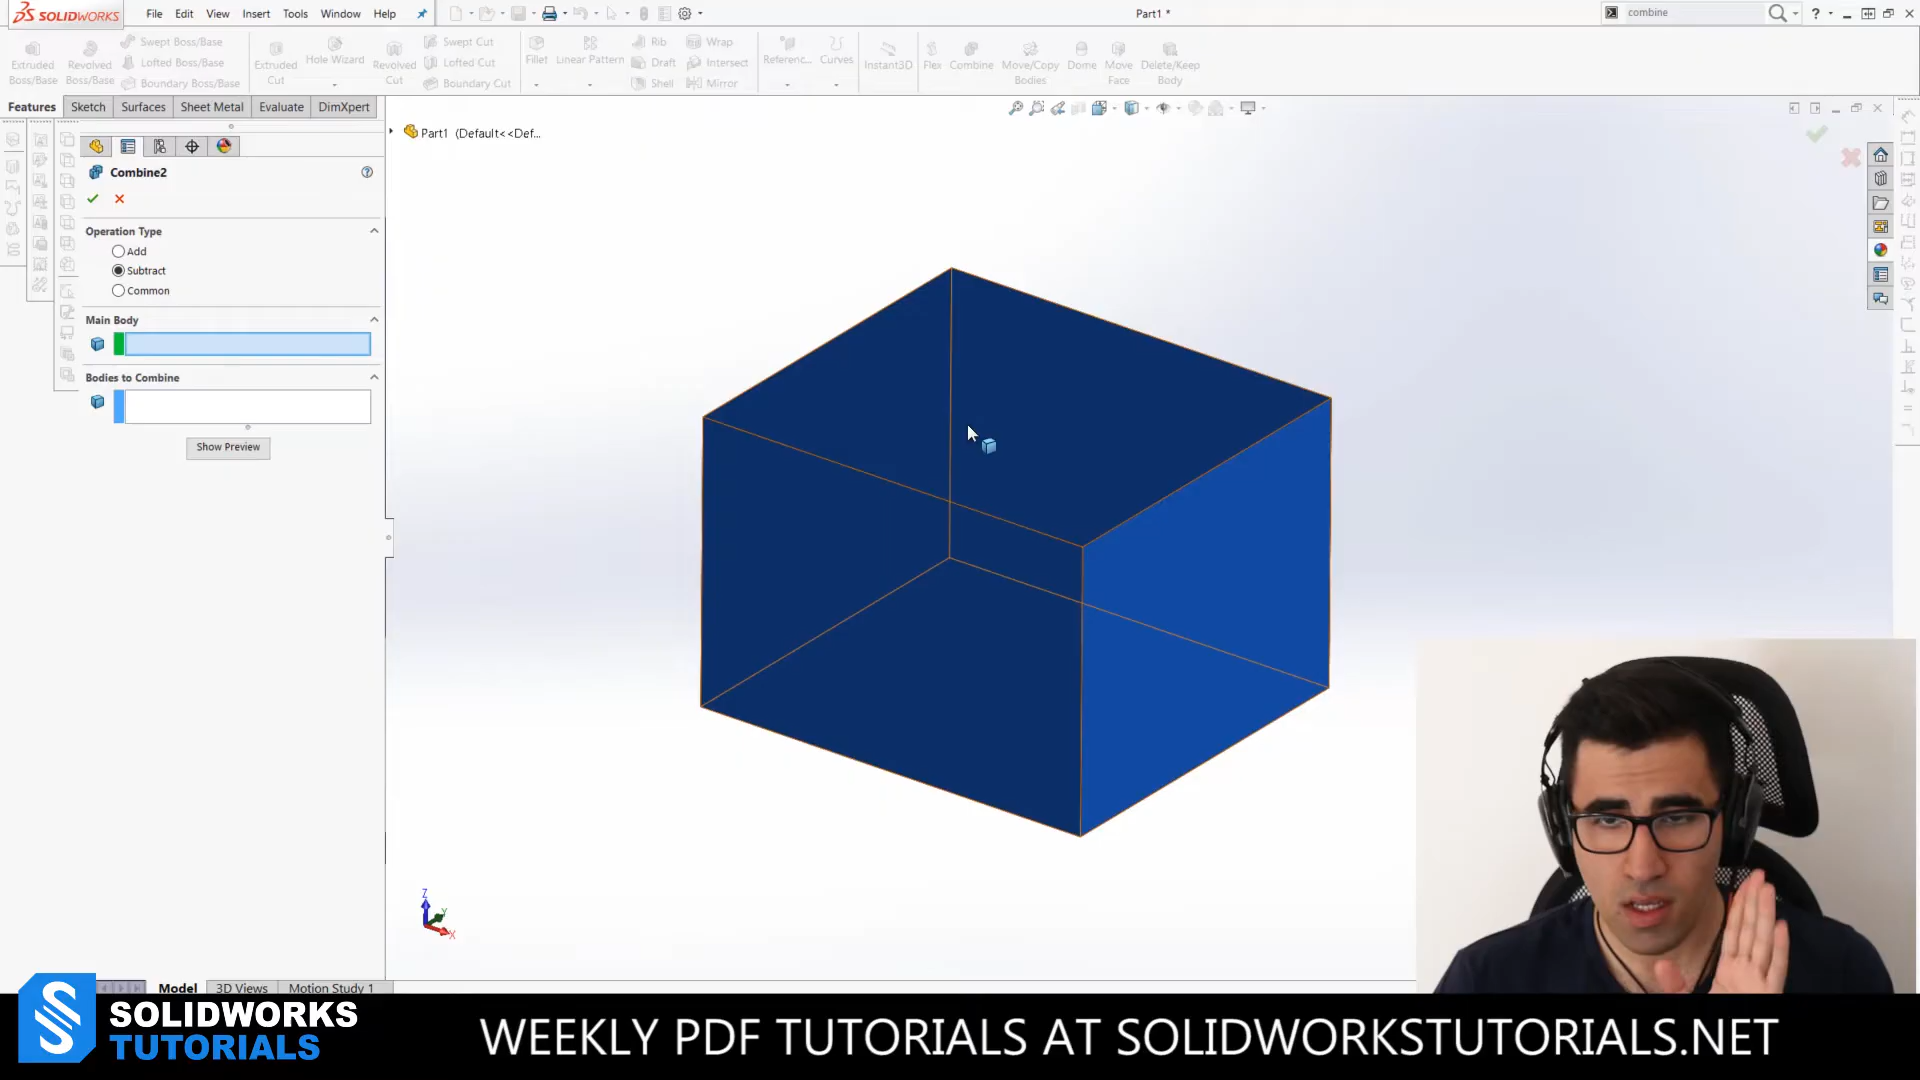 SOLIDWORKS
File Edit View Insert Tools Window Help
Part1 *
combine
Extruded Boss/Base
Revolved Boss/Base
Swept Boss/Base
Lofted Boss/Base
Boundary Boss/Base
Extruded Cut
Hole Wizard
Revolved Cut
Swept Cut
Lofted Cut
Boundary Cut
Fillet
Linear Pattern
Rib
Draft
Shell
Wrap
Intersect
Mirror
Referenc...
Curves
Instant3D
Flex
Combine
Move/Copy Bodies
Dome
Move Face
Delete/Keep Body
Features Sketch Surfaces Sheet Metal Evaluate DimXpert
Part1 (Default<<Def...
Combine2
Operation Type
Add
Subtract
Common
Main Body
Bodies to Combine
Show Preview
Z
Y
X
Model 3D Views Motion Study 1
SOLIDWORKS
TUTORIALS
WEEKLY PDF TUTORIALS AT SOLIDWORKSTUTORIALS.NET